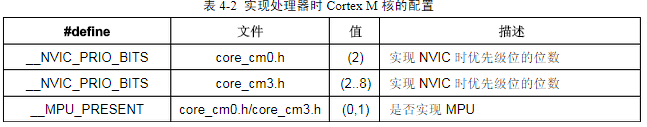 表 4-2 实现处理器时 Cortex M 核的配置
#define 文件 值 描述
__NVIC_PRIO_BITS core_cm0.h (2) 实现 NVIC 时优先级位的位数
__NVIC_PRIO_BITS core_cm3.h (2..8) 实现 NVIC 时优先级位的位数
__MPU_PRESENT core_cm0.h/core_cm3.h (0,1) 是否实现 MPU